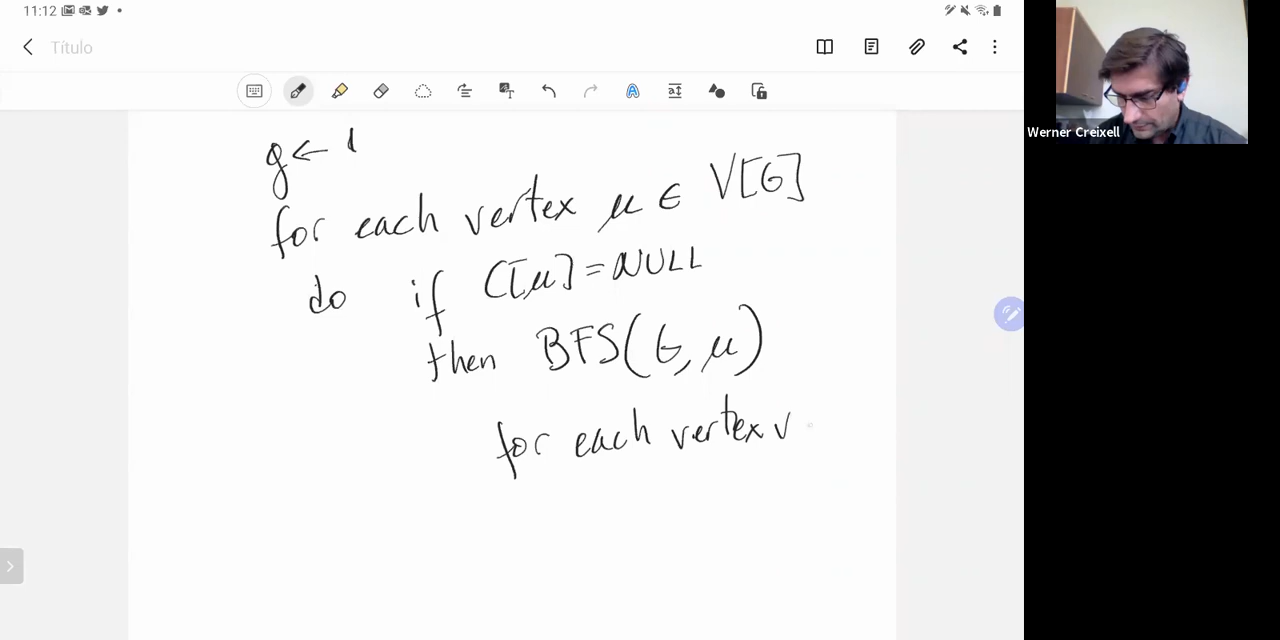 11:12
Título
Werner Creixell
g ← 1
for each vertex μ ∈ V[G]
do if C[μ] = NULL
then BFS(G, μ)
for each vertex v